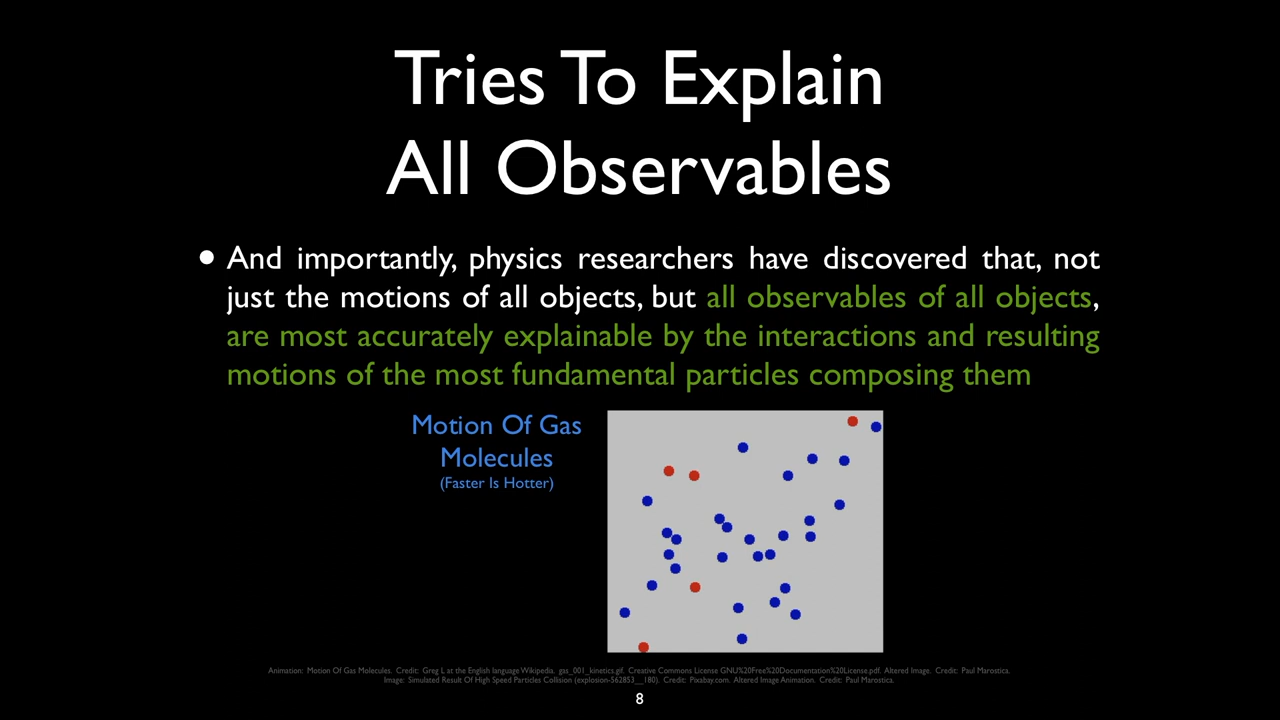 Tries To Explain
All Observables
• And importantly, physics researchers have discovered that, not
just the motions of all objects, but all observables of all objects,
are most accurately explainable by the interactions and resulting
motions of the most fundamental particles composing them
Motion Of Gas
Molecules
(Faster Is Hotter)
Animation: Motion Of Gas Molecules. Credit: Greg L at the English language Wikipedia. gas_001_kinetics.gif. Creative Commons License GNU%20Free%20Documentation%20License.pdf. Altered Image. Credit: Paul Marostica.
Image: Simulated Result Of High Speed Particles Collision (explosion-562853__180). Credit: Pixabay.com. Altered Image Animation. Credit: Paul Marostica.
8